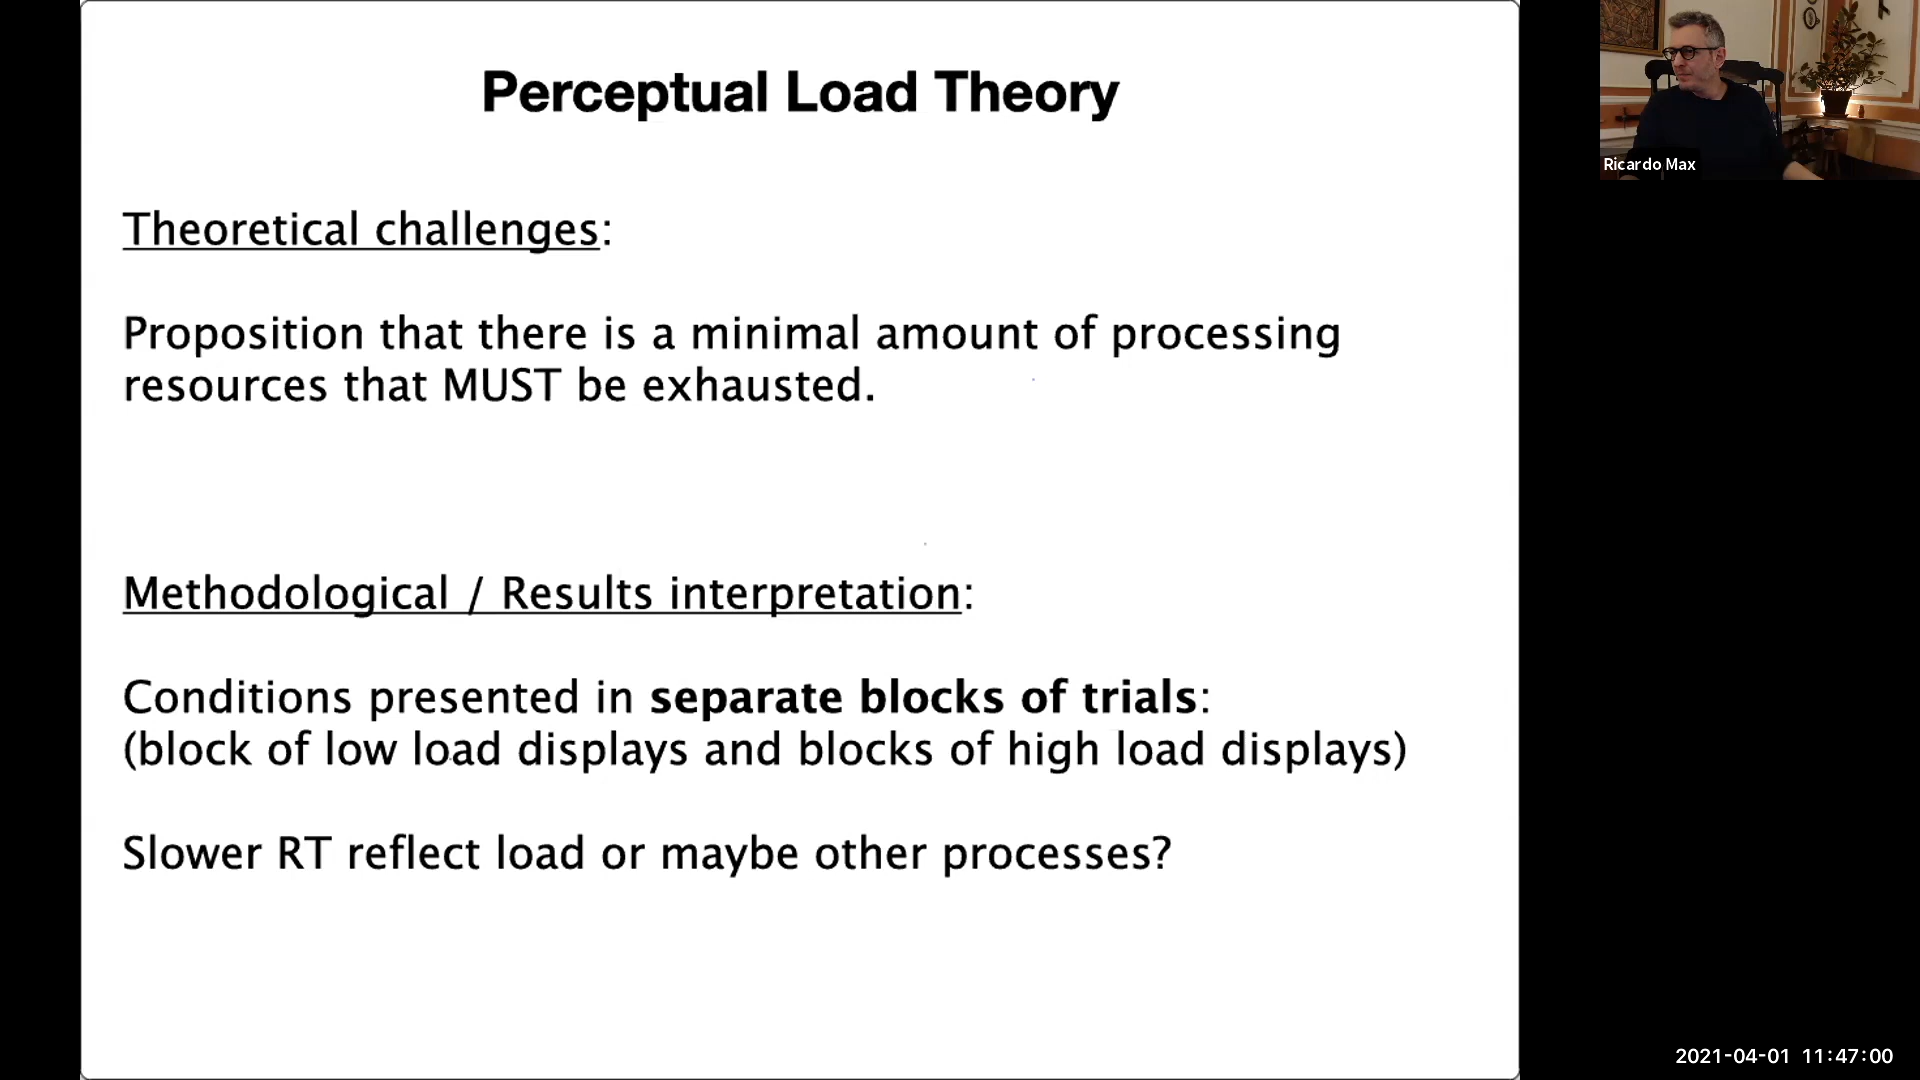 Perceptual Load Theory
Theoretical challenges:
Proposition that there is a minimal amount of processing
resources that MUST be exhausted.
Methodological / Results interpretation:
Conditions presented in separate blocks of trials:
(block of low load displays and blocks of high load displays)
Slower RT reflect load or maybe other processes?
Ricardo Max
2021-04-01 11:47:00